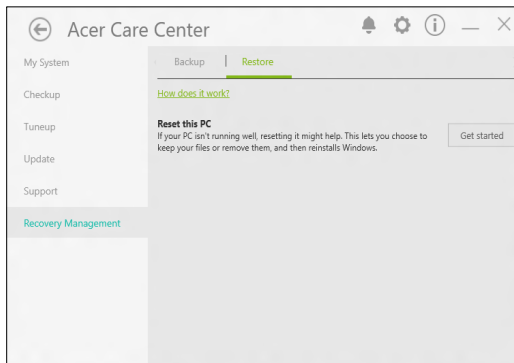 Acer Care Center
My System
Backup
Restore
Checkup
How does it work?
Tuneup
Reset this PC
If your PC isn't running well, resetting it might help. This lets you choose to
keep your files or remove them, and then reinstalls Windows.
Get started
Update
Support
Recovery Management